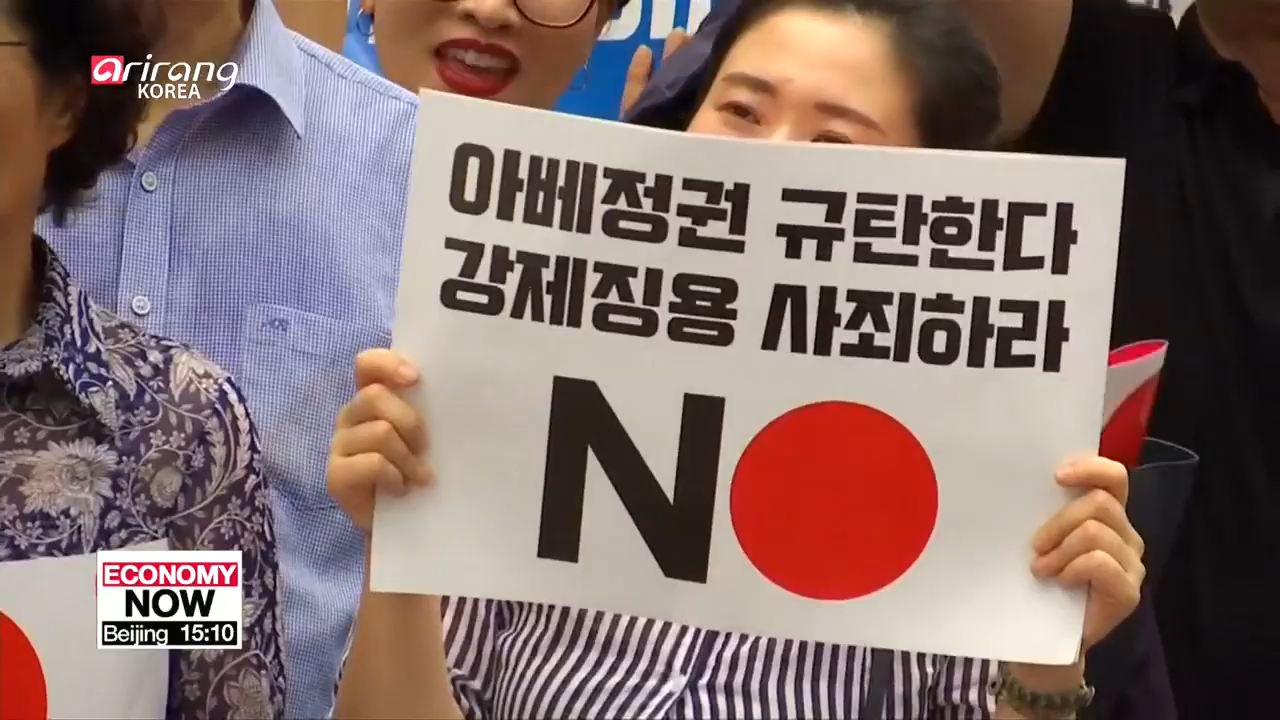 arirang
KOREA
아베정권 규탄한다
강제징용 사죄하라
NO
ECONOMY
NOW
Beijing 15:10